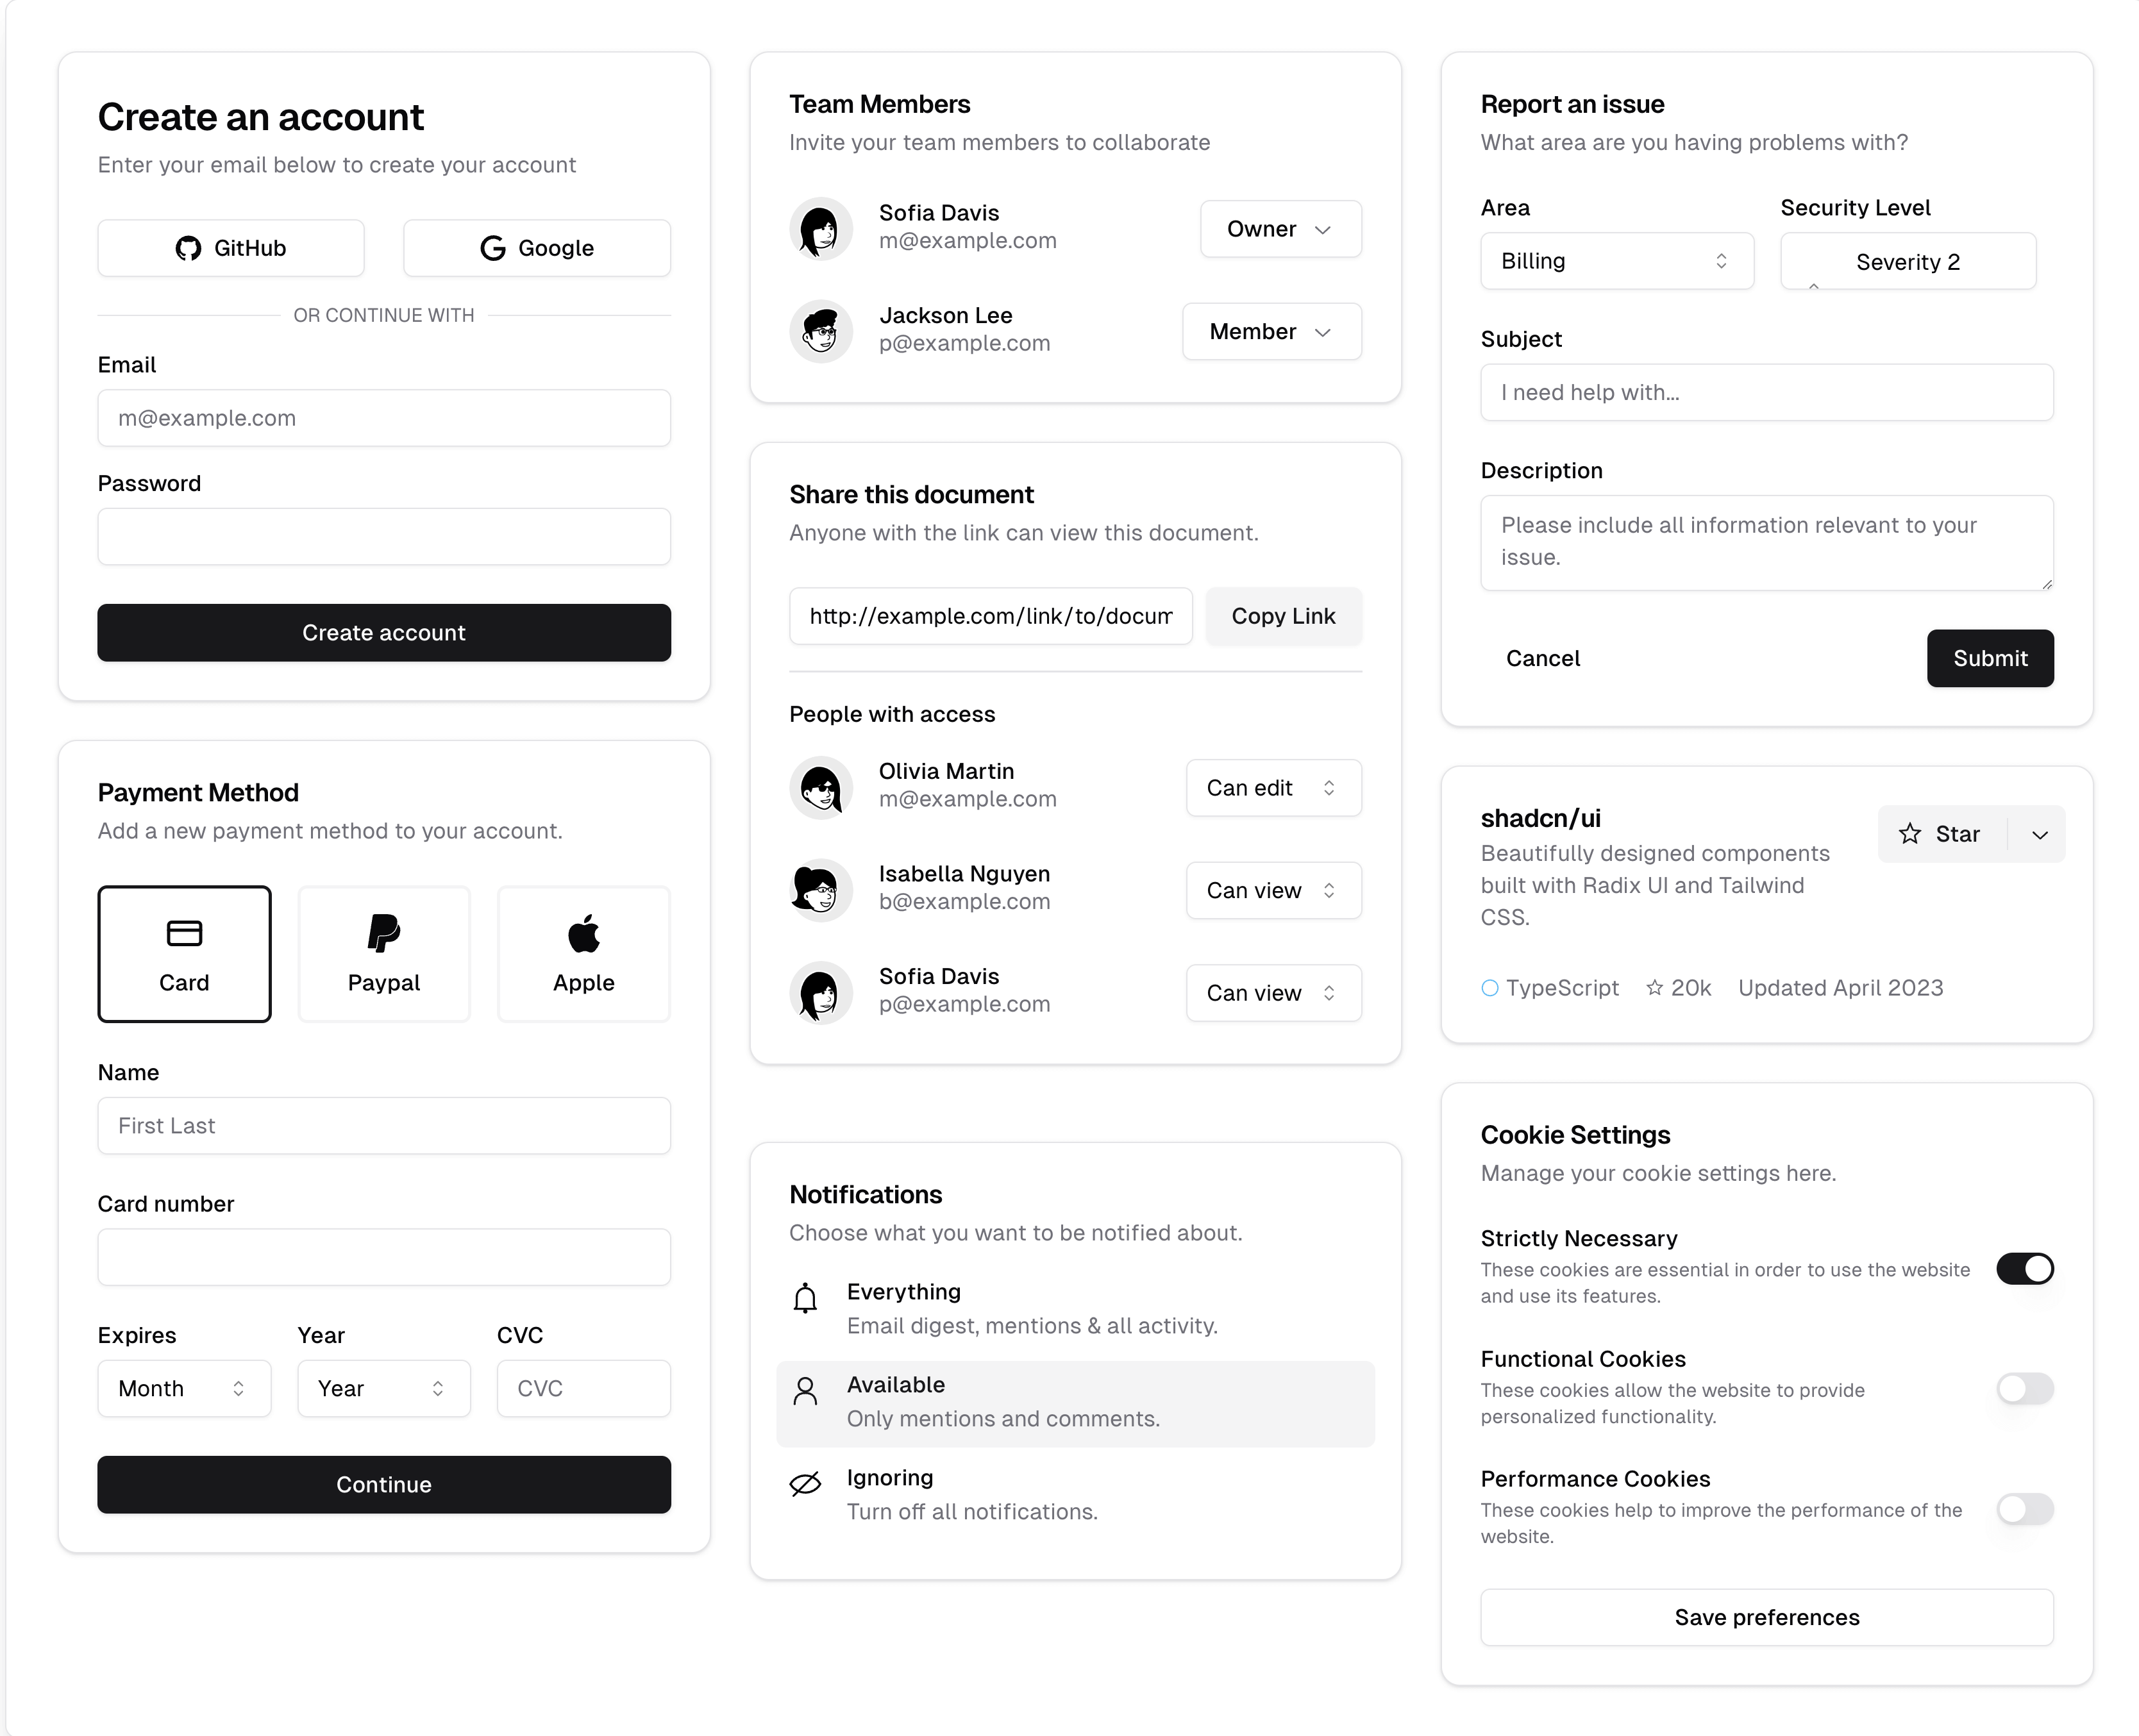 Create an account
Enter your email below to create your account
GitHub
Google
OR CONTINUE WITH
Email
m@example.com
Password
Create account
Payment Method
Add a new payment method to your account.
Card
Paypal
Apple
Name
First Last
Card number
Expires
Year
CVC
Month
Year
CVC
Continue
Team Members
Invite your team members to collaborate
Sofia Davis
m@example.com
Owner
Jackson Lee
p@example.com
Member
Share this document
Anyone with the link can view this document.
http://example.com/link/to/docum
Copy Link
People with access
Olivia Martin
m@example.com
Can edit
Isabella Nguyen
b@example.com
Can view
Sofia Davis
p@example.com
Can view
Notifications
Choose what you want to be notified about.
Everything
Email digest, mentions & all activity.
Available
Only mentions and comments.
Ignoring
Turn off all notifications.
Report an issue
What area are you having problems with?
Area
Security Level
Billing
Severity 2
Subject
I need help with...
Description
Please include all information relevant to your
issue.
Cancel
Submit
shadcn/ui
Beautifully designed components
built with Radix UI and Tailwind
CSS.
Star
TypeScript
20k
Updated April 2023
Cookie Settings
Manage your cookie settings here.
Strictly Necessary
These cookies are essential in order to use the website
and use its features.
Functional Cookies
These cookies allow the website to provide
personalized functionality.
Performance Cookies
These cookies help to improve the performance of the
website.
Save preferences